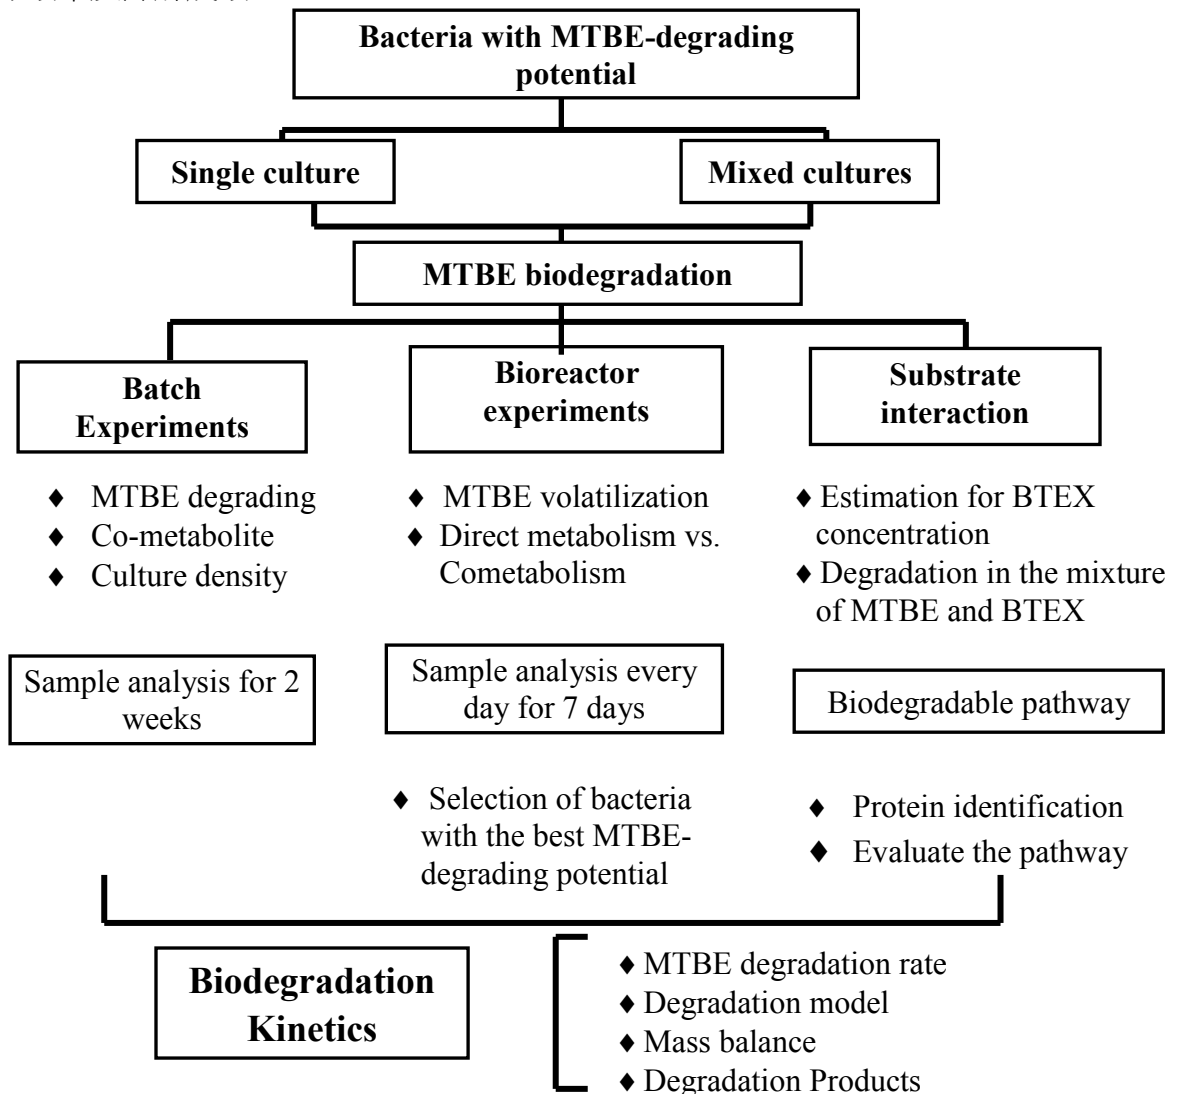 Bacteria with MTBE-degrading
potential
Single culture
Mixed cultures
MTBE biodegradation
Batch
Experiments
Bioreactor
experiments
Substrate
interaction
♦ MTBE degrading
♦ Co-metabolite
♦ Culture density
♦ MTBE volatilization
♦ Direct metabolism vs.
Cometabolism
♦ Estimation for BTEX
concentration
♦ Degradation in the mixture
of MTBE and BTEX
Sample analysis for 2
weeks
Sample analysis every
day for 7 days
Biodegradable pathway
♦ Selection of bacteria
with the best MTBE-
degrading potential
♦ Protein identification
♦ Evaluate the pathway
Biodegradation
Kinetics
♦ MTBE degradation rate
♦ Degradation model
♦ Mass balance
♦ Degradation Products